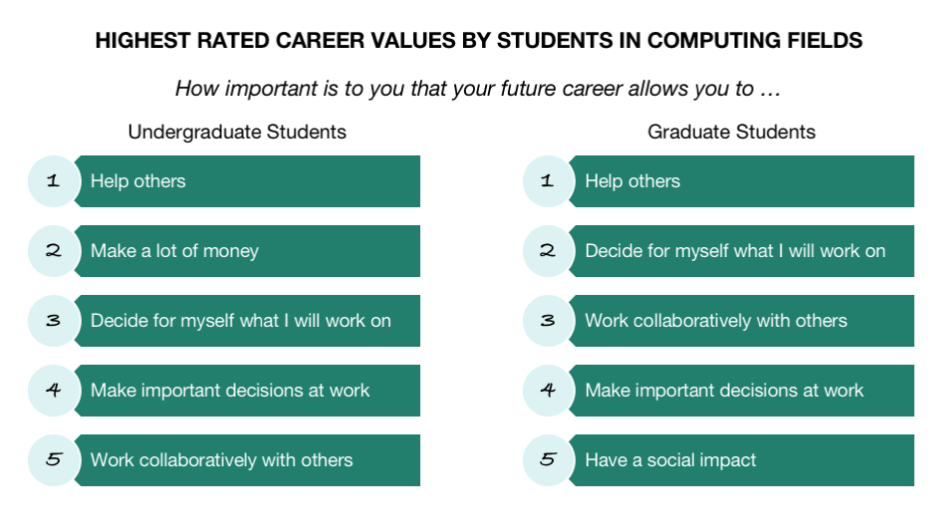 HIGHEST RATED CAREER VALUES BY STUDENTS IN COMPUTING FIELDS
How important is to you that your future career allows you to ...
Undergraduate Students
1 Help others
2 Make a lot of money
3 Decide for myself what I will work on
4 Make important decisions at work
5 Work collaboratively with others
Graduate Students
1 Help others
2 Decide for myself what I will work on
3 Work collaboratively with others
4 Make important decisions at work
5 Have a social impact